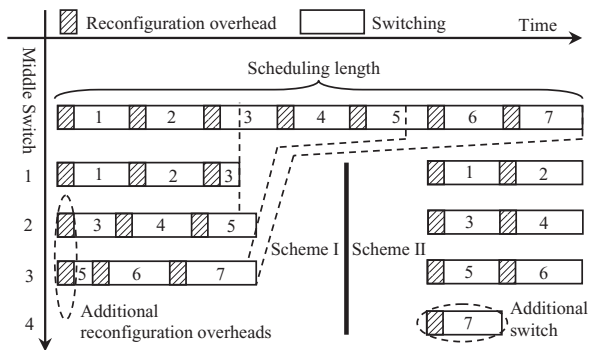 Reconfiguration overhead
Switching
Time
Middle Switch
Scheduling length
1 2 3 4 5 6 7
1 1 2 3 1 2
2 3 4 5 3 4
Scheme I Scheme II
3 5 6 7 5 6
4 Additional reconfiguration overheads
7
Additional switch